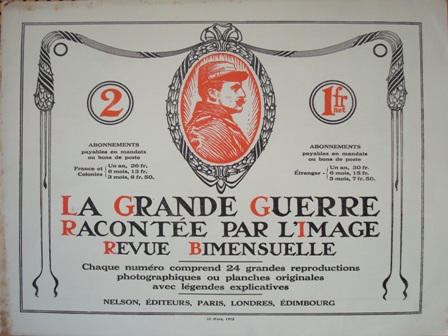 2
1fr
Net
ABONNEMENTS
payables en mandats
ou bons de poste
France et Colonies
Un an, 26 fr.
6 mois, 13 fr.
3 mois, 6 fr. 50.
ABONNEMENTS
payables en mandats
ou bons de poste
Étranger -
Un an, 30 fr.
6 mois, 15 fr.
3 mois, 7 fr. 50.
LA GRANDE GUERRE
RACONTÉE PAR L'IMAGE
REVUE BIMENSUELLE
Chaque numéro comprend 24 grandes reproductions
photographiques ou planches originales
avec légendes explicatives
NELSON, ÉDITEURS, PARIS, LONDRES, ÉDIMBOURG